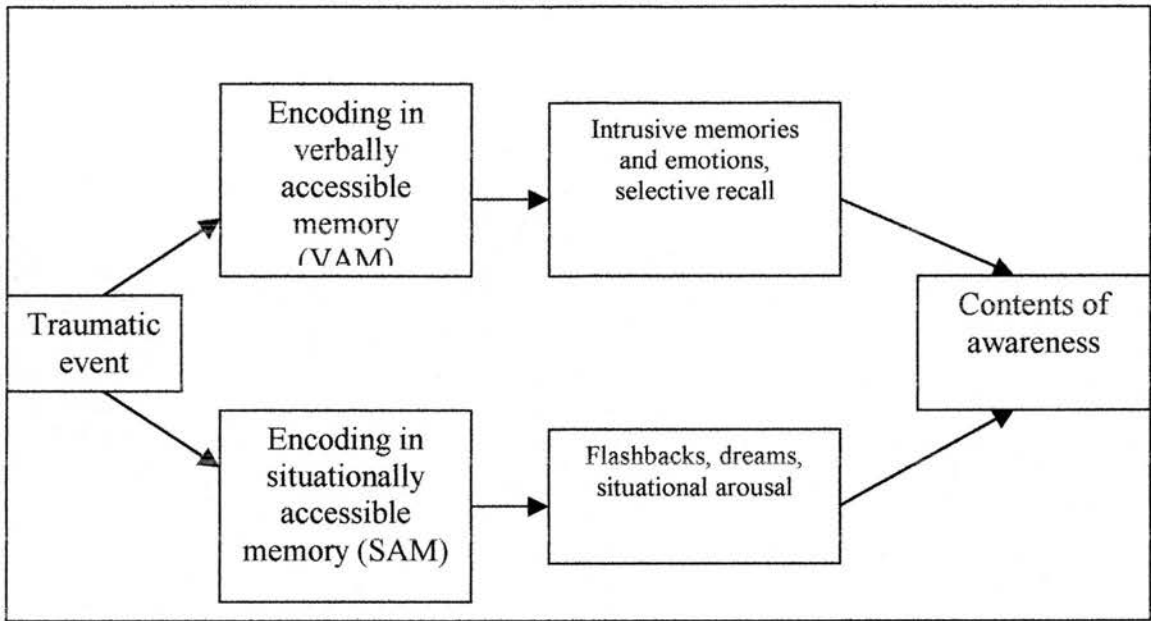 Encoding in
verbally
accessible
memory
(VAM)
Intrusive memories
and emotions,
selective recall
Traumatic
event
Contents of
awareness
Encoding in
situationally
accessible
memory (SAM)
Flashbacks, dreams,
situational arousal